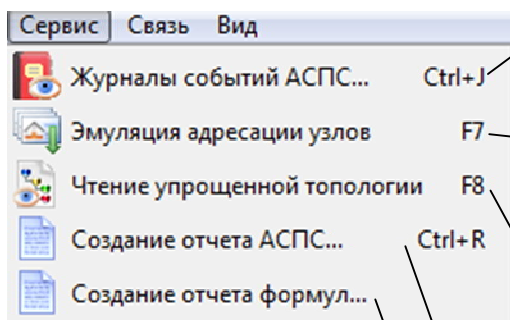 Сервис Связь Вид
Журналы событий АСПС... Ctrl+J
Эмуляция адресации узлов F7
Чтение упрощенной топологии F8
Создание отчета АСПС... Ctrl+R
Создание отчета формул...